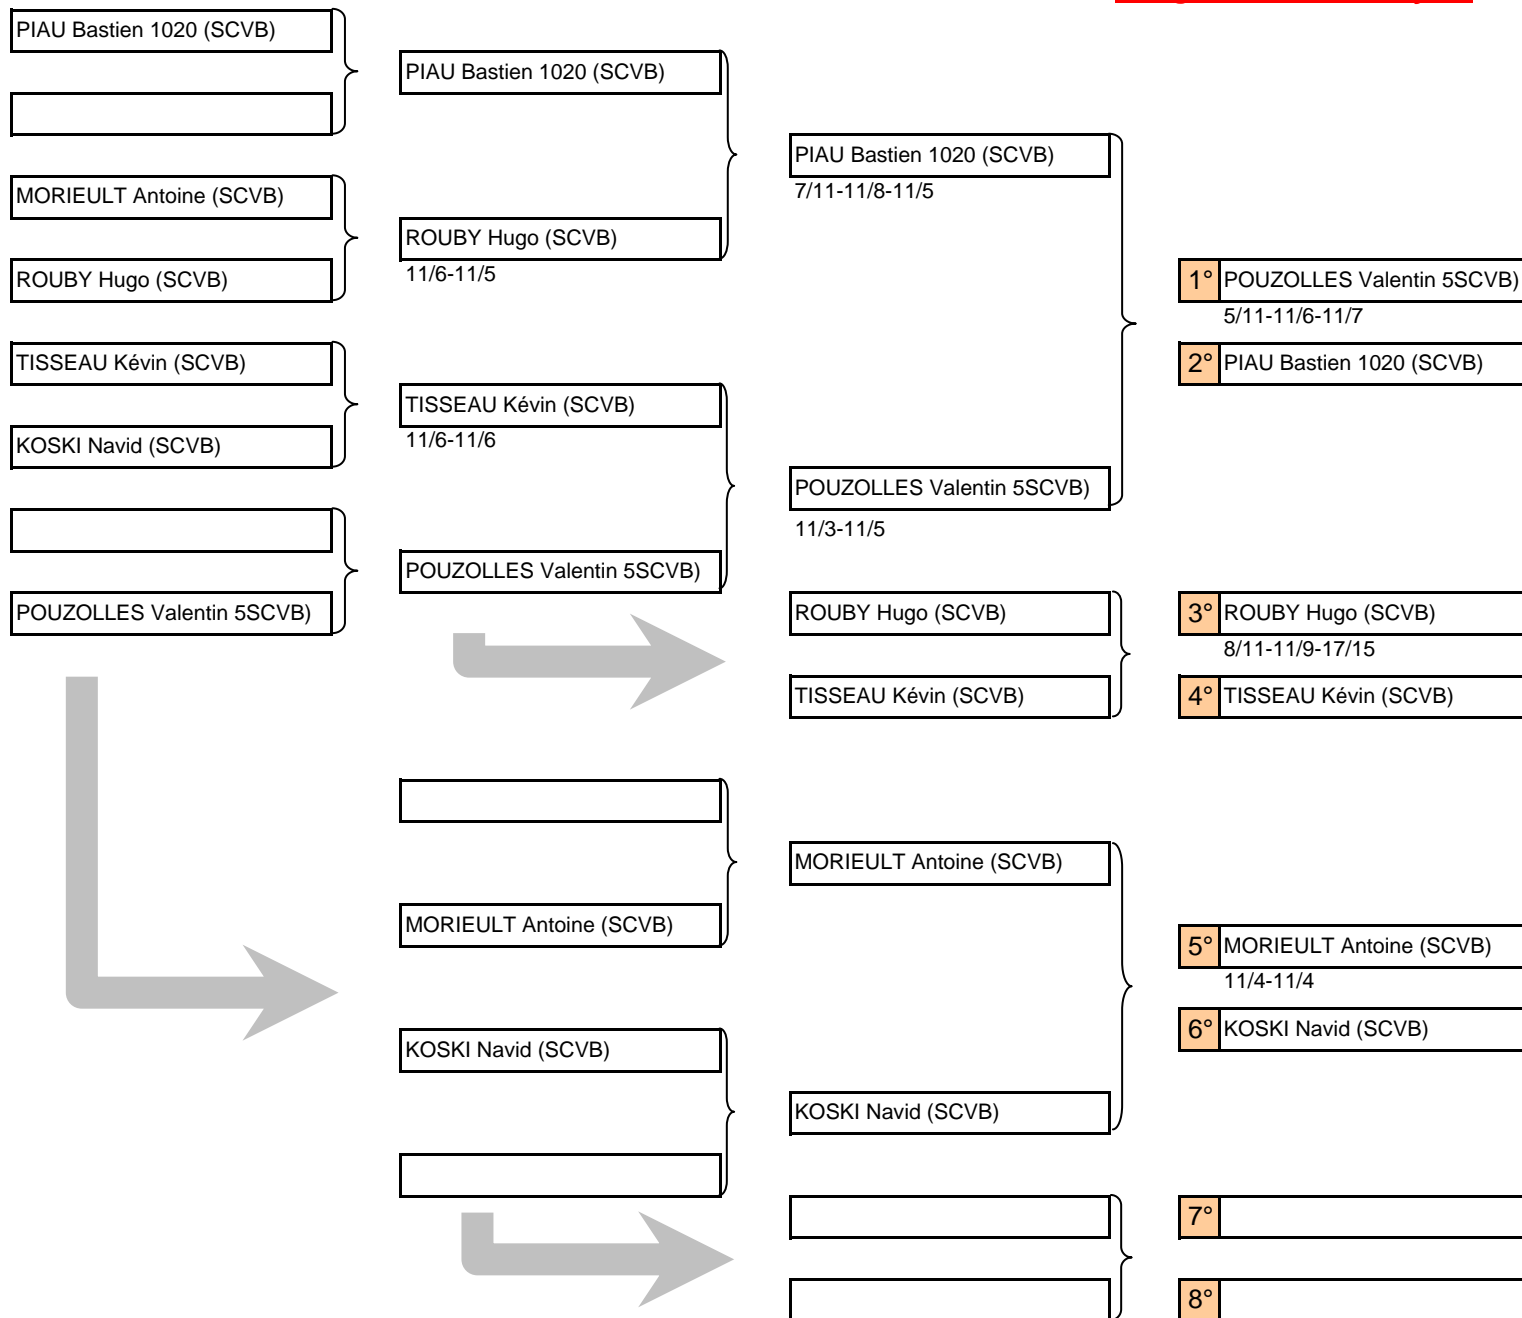 PIAU Bastien 1020 (SCVB)
MORIEULT Antoine (SCVB)
ROUBY Hugo (SCVB)
TISSEAU Kévin (SCVB)
KOSKI Navid (SCVB)
POUZOLLES Valentin 5SCVB)
PIAU Bastien 1020 (SCVB)
ROUBY Hugo (SCVB)
11/6-11/5
TISSEAU Kévin (SCVB)
11/6-11/6
POUZOLLES Valentin 5SCVB)
MORIEULT Antoine (SCVB)
KOSKI Navid (SCVB)
PIAU Bastien 1020 (SCVB)
7/11-11/8-11/5
POUZOLLES Valentin 5SCVB)
11/3-11/5
ROUBY Hugo (SCVB)
TISSEAU Kévin (SCVB)
MORIEULT Antoine (SCVB)
KOSKI Navid (SCVB)
1° POUZOLLES Valentin 5SCVB)
5/11-11/6-11/7
2° PIAU Bastien 1020 (SCVB)
3° ROUBY Hugo (SCVB)
8/11-11/9-17/15
4° TISSEAU Kévin (SCVB)
5° MORIEULT Antoine (SCVB)
11/4-11/4
6° KOSKI Navid (SCVB)
7°
8°